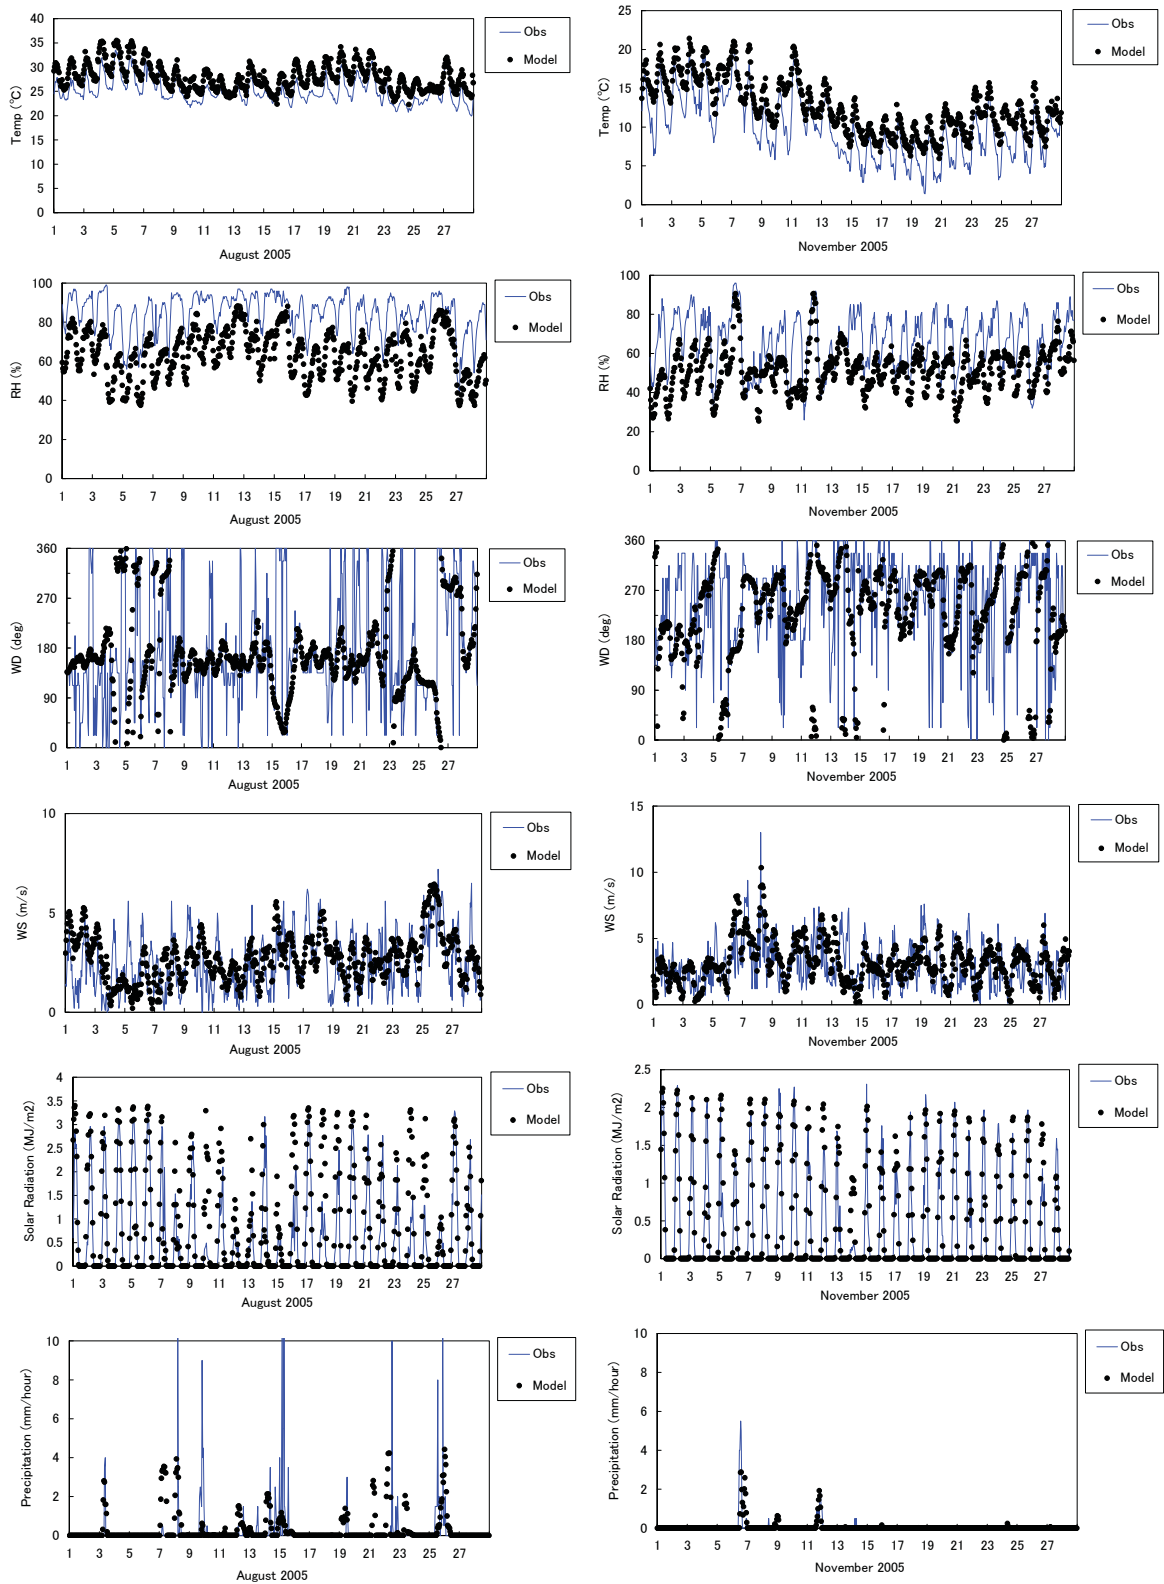 40
35
30
25
20
15
10
5
0
Temp (℃)
1 3 5 7 9 11 13 15 17 19 21 23 25 27
August 2005
Obs
Model
25
20
15
10
5
0
Temp (℃)
1 3 5 7 9 11 13 15 17 19 21 23 25 27
November 2005
Obs
Model
100
80
60
40
20
0
RH (%)
1 3 5 7 9 11 13 15 17 19 21 23 25 27
August 2005
Obs
Model
100
80
60
40
20
0
RH (%)
1 3 5 7 9 11 13 15 17 19 21 23 25 27
November 2005
Obs
Model
360
270
180
90
0
WD (deg)
1 3 5 7 9 11 13 15 17 19 21 23 25 27
August 2005
Obs
Model
360
270
180
90
0
WD (deg)
1 3 5 7 9 11 13 15 17 19 21 23 25 27
November 2005
Obs
Model
10
5
0
WS (m/s)
1 3 5 7 9 11 13 15 17 19 21 23 25 27
August 2005
Obs
Model
15
10
5
0
WS (m/s)
1 3 5 7 9 11 13 15 17 19 21 23 25 27
November 2005
Obs
Model
4
3.5
3
2.5
2
1.5
1
0.5
0
Solar Radiation (MJ/m2)
1 3 5 7 9 11 13 15 17 19 21 23 25 27
August 2005
Obs
Model
2.5
2
1.5
1
0.5
0
Solar Radiation (MJ/m2)
1 3 5 7 9 11 13 15 17 19 21 23 25 27
November 2005
Obs
Model
10
8
6
4
2
0
Precipitation (mm/hour)
1 3 5 7 9 11 13 15 17 19 21 23 25 27
August 2005
Obs
Model
10
8
6
4
2
0
Precipitation (mm/hour)
1 3 5 7 9 11 13 15 17 19 21 23 25 27
November 2005
Obs
Model